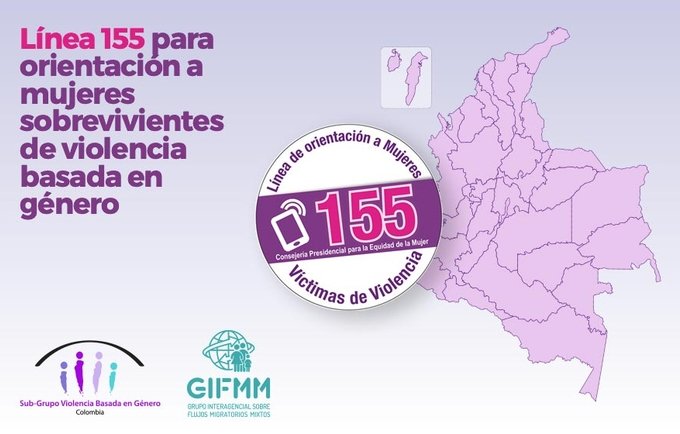 Línea 155 para
orientación a
mujeres
sobrevivientes
de violencia
basada en
género
Línea de orientación a Mujeres
155
Consejería Presidencial para la Equidad de la Mujer
Víctimas de Violencia
Sub-Grupo Violencia Basada en Género
Colombia
GIFMM
GRUPO INTERAGENCIAL SOBRE
FLUJOS MIGRATORIOS MIXTOS